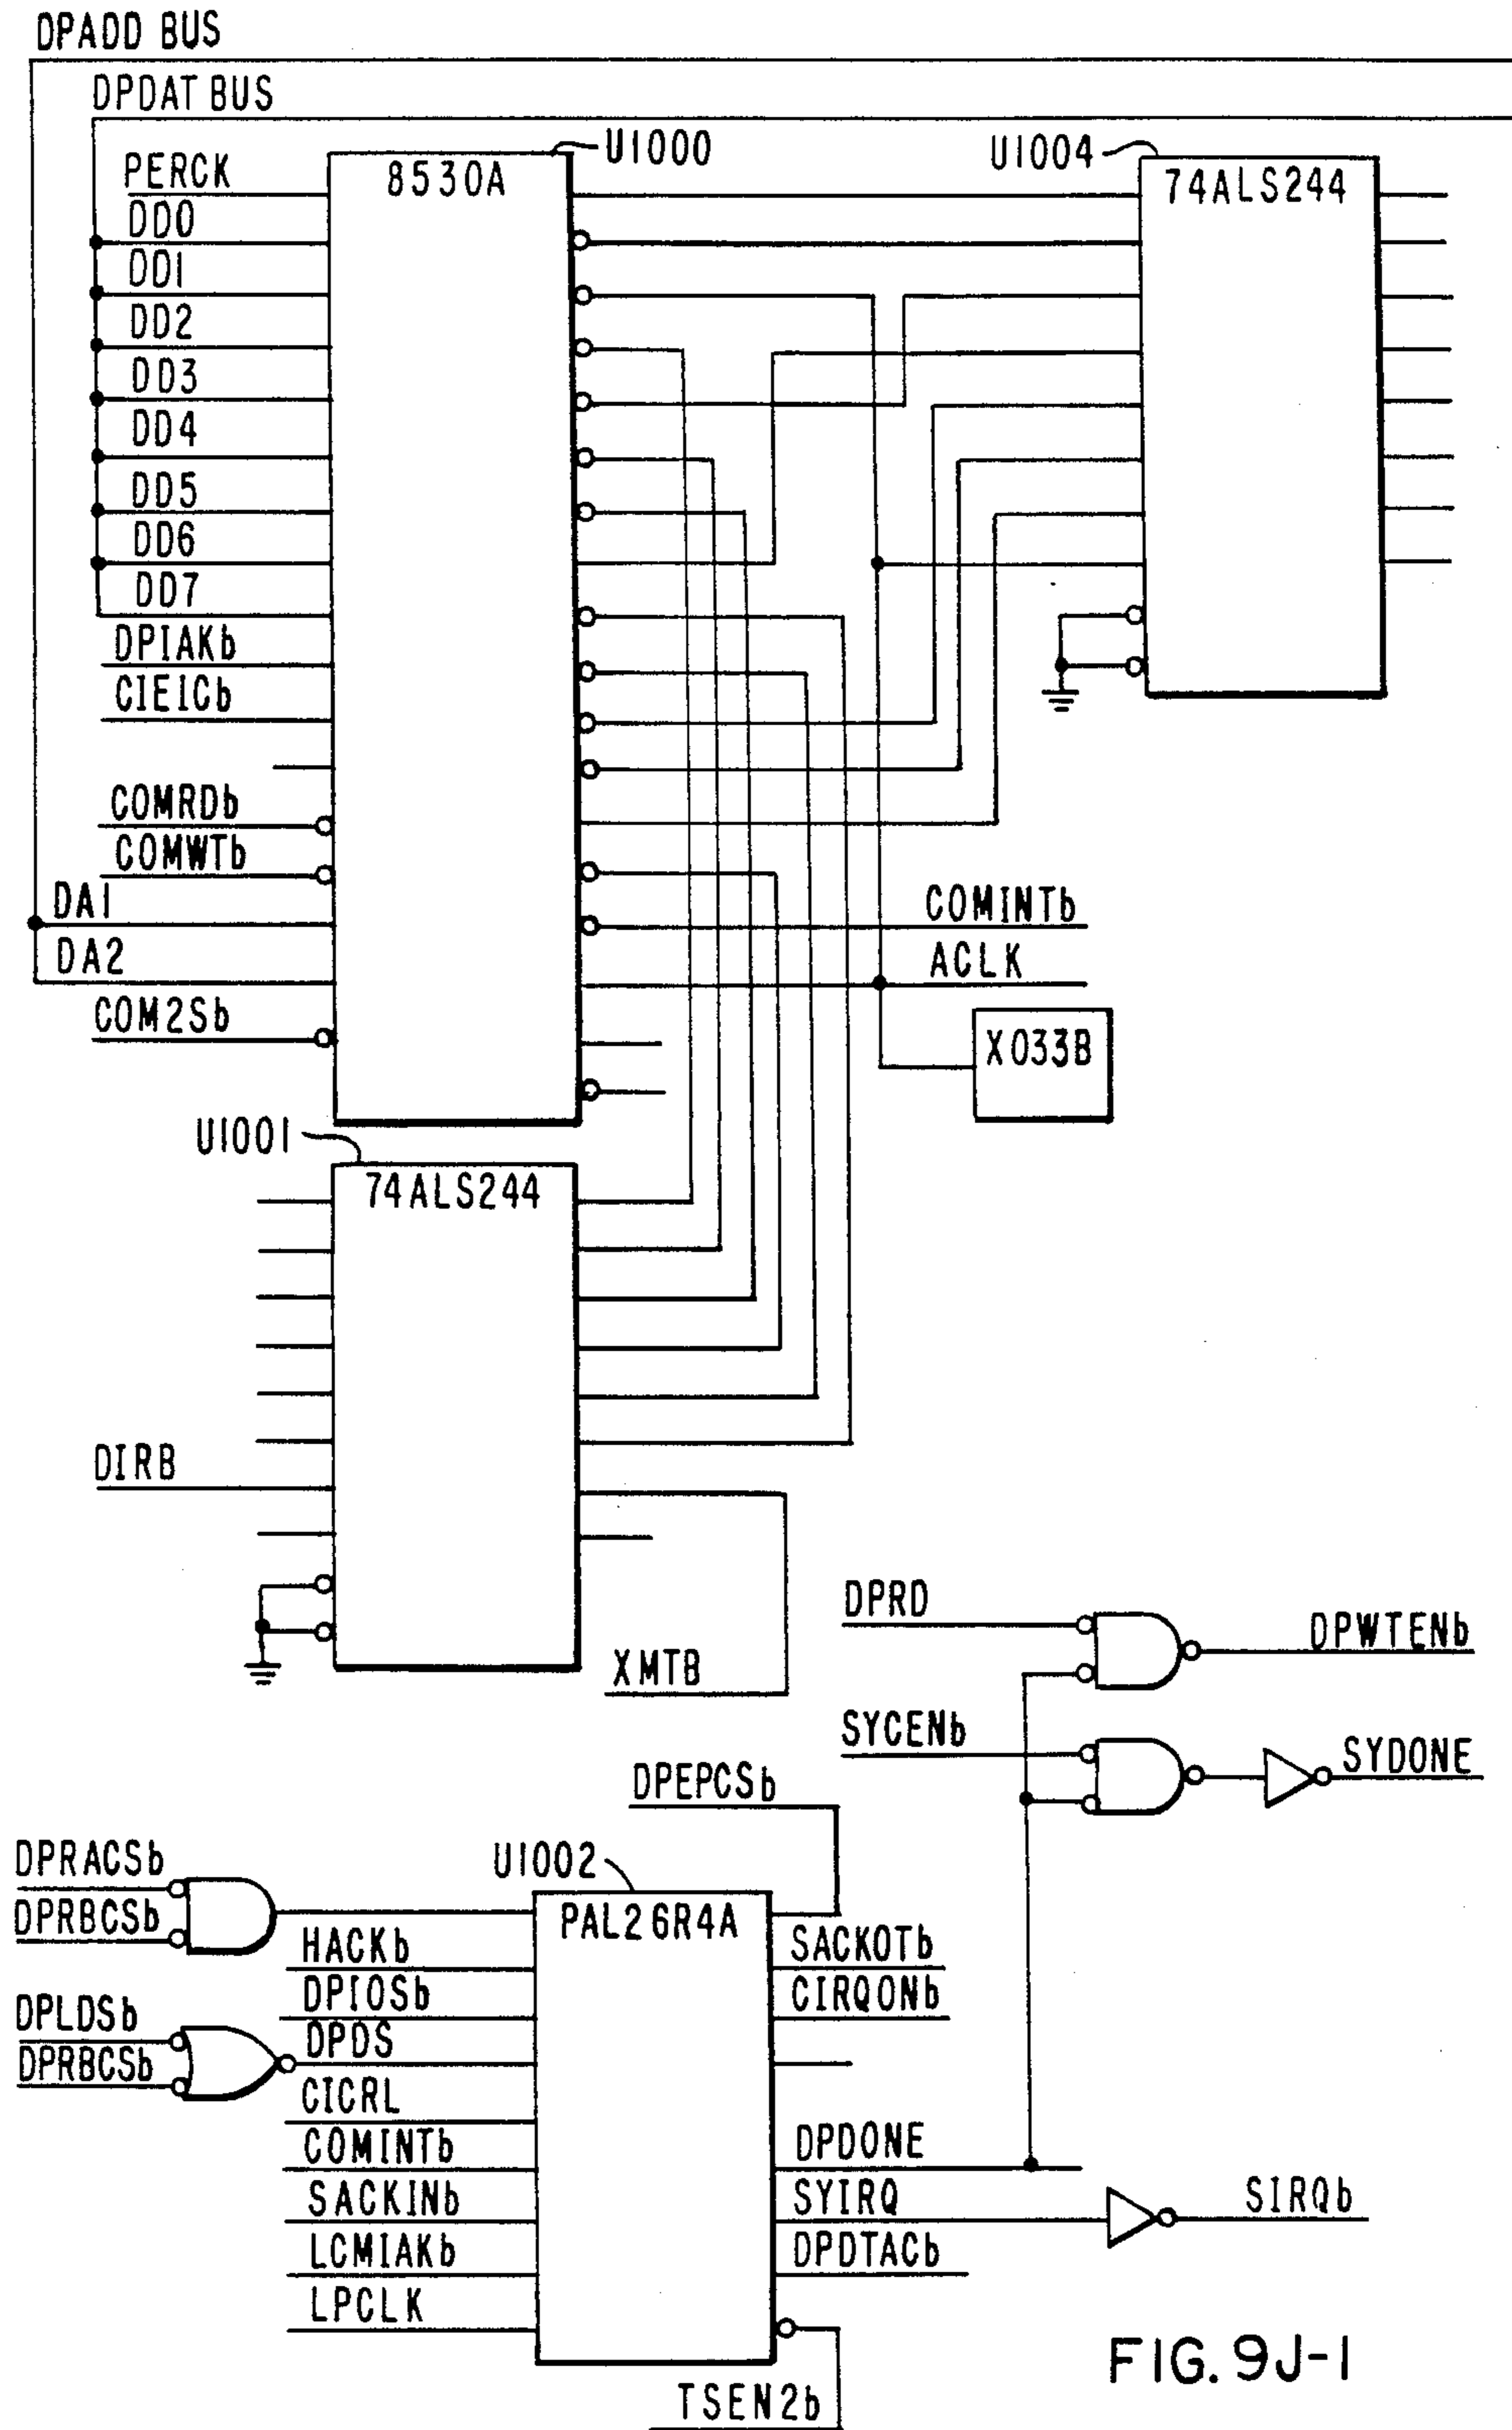 DPADD BUS
DPDAT BUS
U1000
U1004
PERCK
8530A
74ALS244
DD0
DD1
DD2
DD3
DD4
DD5
DD6
DD7
DPIAKb
CIEICb
COMRDb
COMWTb
DA1
COMINTb
DA2
ACLK
COM2Sb
X033B
U1001
74ALS244
DIRB
DPRD
DPWTENb
XMTB
SYCENb
SYDONE
DPEPCSb
DPRACSb
U1002
DPRBCSb
PAL26R4A
HACKb
SACKOTb
DPIOSb
CIRQONb
DPLDSb
DPDS
DPRBCSb
CICRL
COMINTb
DPDONE
SACKINb
SYIRQ
SIRQb
LCMIAKb
DPDTACb
LPCLK
TSEN2b
FIG. 9J-1